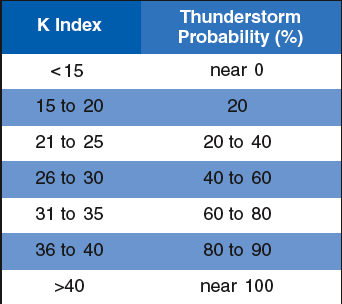 K Index Thunderstorm Probability (%)
<15 near 0
15 to 20 20
21 to 25 20 to 40
26 to 30 40 to 60
31 to 35 60 to 80
36 to 40 80 to 90
>40 near 100